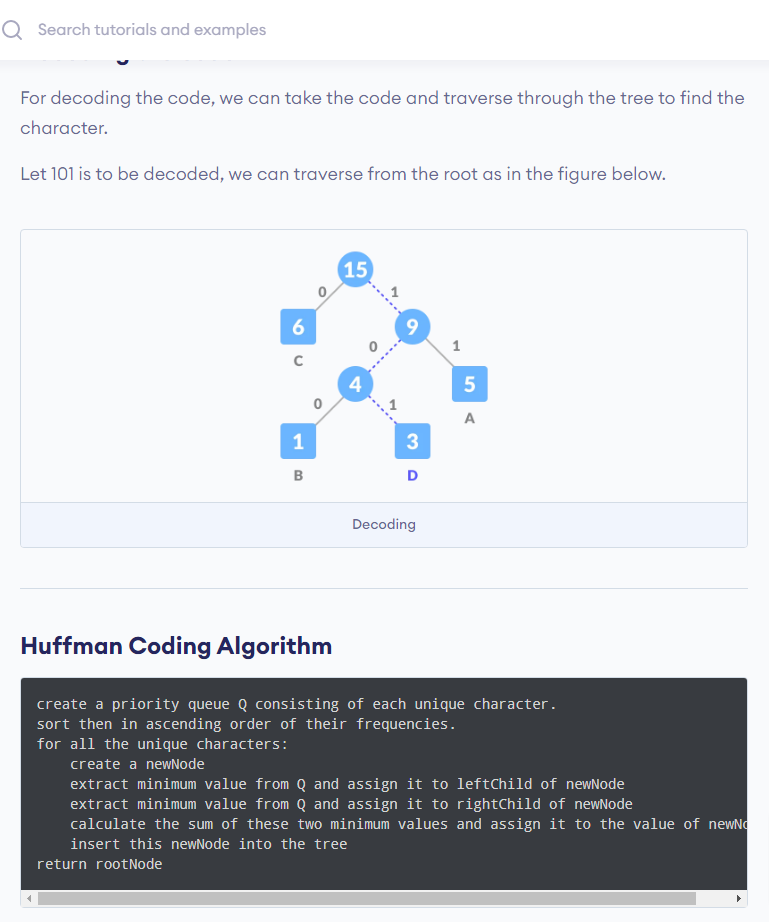 Search tutorials and examples
For decoding the code, we can take the code and traverse through the tree to find the
character.
Let 101 is to be decoded, we can traverse from the root as in the figure below.
15
0
1
6
9
C
0
1
4
5
0
1
A
1
3
B
D
Decoding
Huffman Coding Algorithm
create a priority queue Q consisting of each unique character.
sort then in ascending order of their frequencies.
for all the unique characters:
create a newNode
extract minimum value from Q and assign it to leftChild of newNode
extract minimum value from Q and assign it to rightChild of newNode
calculate the sum of these two minimum values and assign it to the value of
insert this newNode into the tree
return rootNode